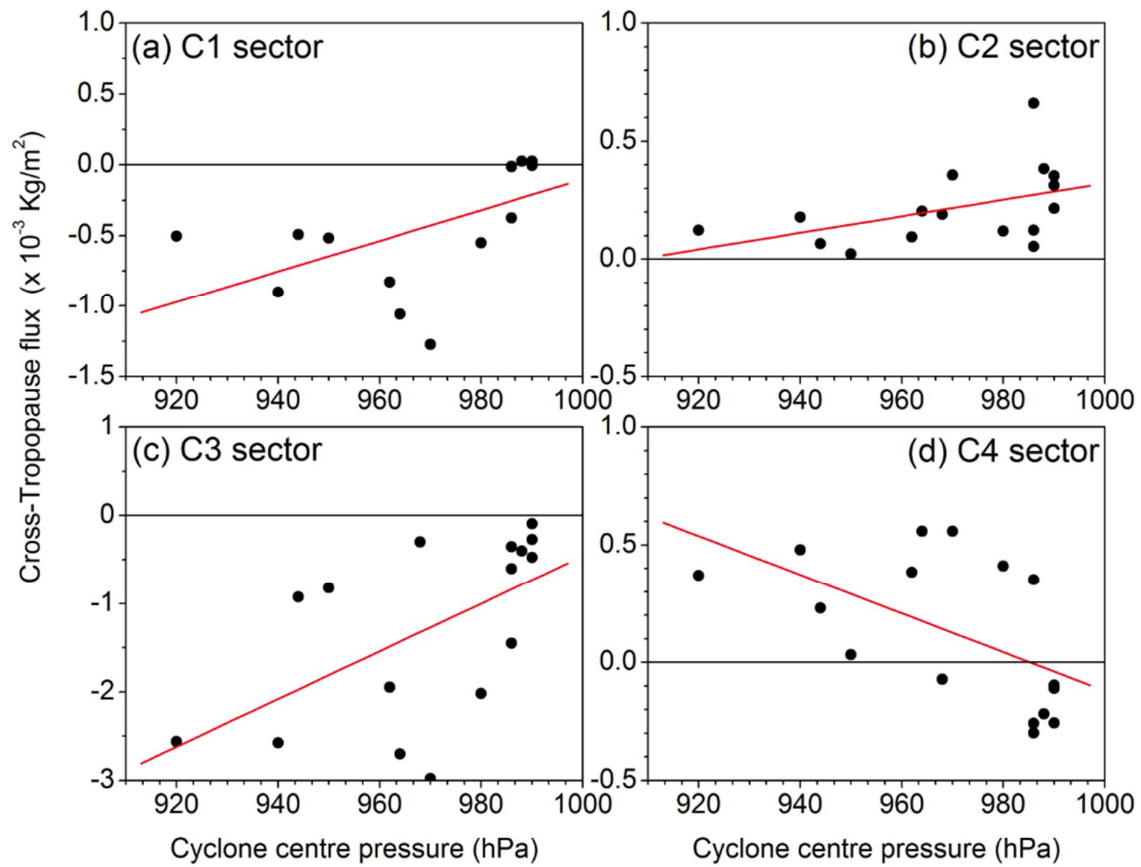 Cross-Tropopause flux (x 10⁻³ Kg/m²)
(a) C1 sector
1.0
0.5
0.0
-0.5
-1.0
-1.5
920 940 960 980 1000
(b) C2 sector
1.0
0.5
0.0
-0.5
920 940 960 980 1000
(c) C3 sector
1
0
-1
-2
-3
920 940 960 980 1000
Cyclone centre pressure (hPa)
(d) C4 sector
1.0
0.5
0.0
-0.5
920 940 960 980 1000
Cyclone centre pressure (hPa)